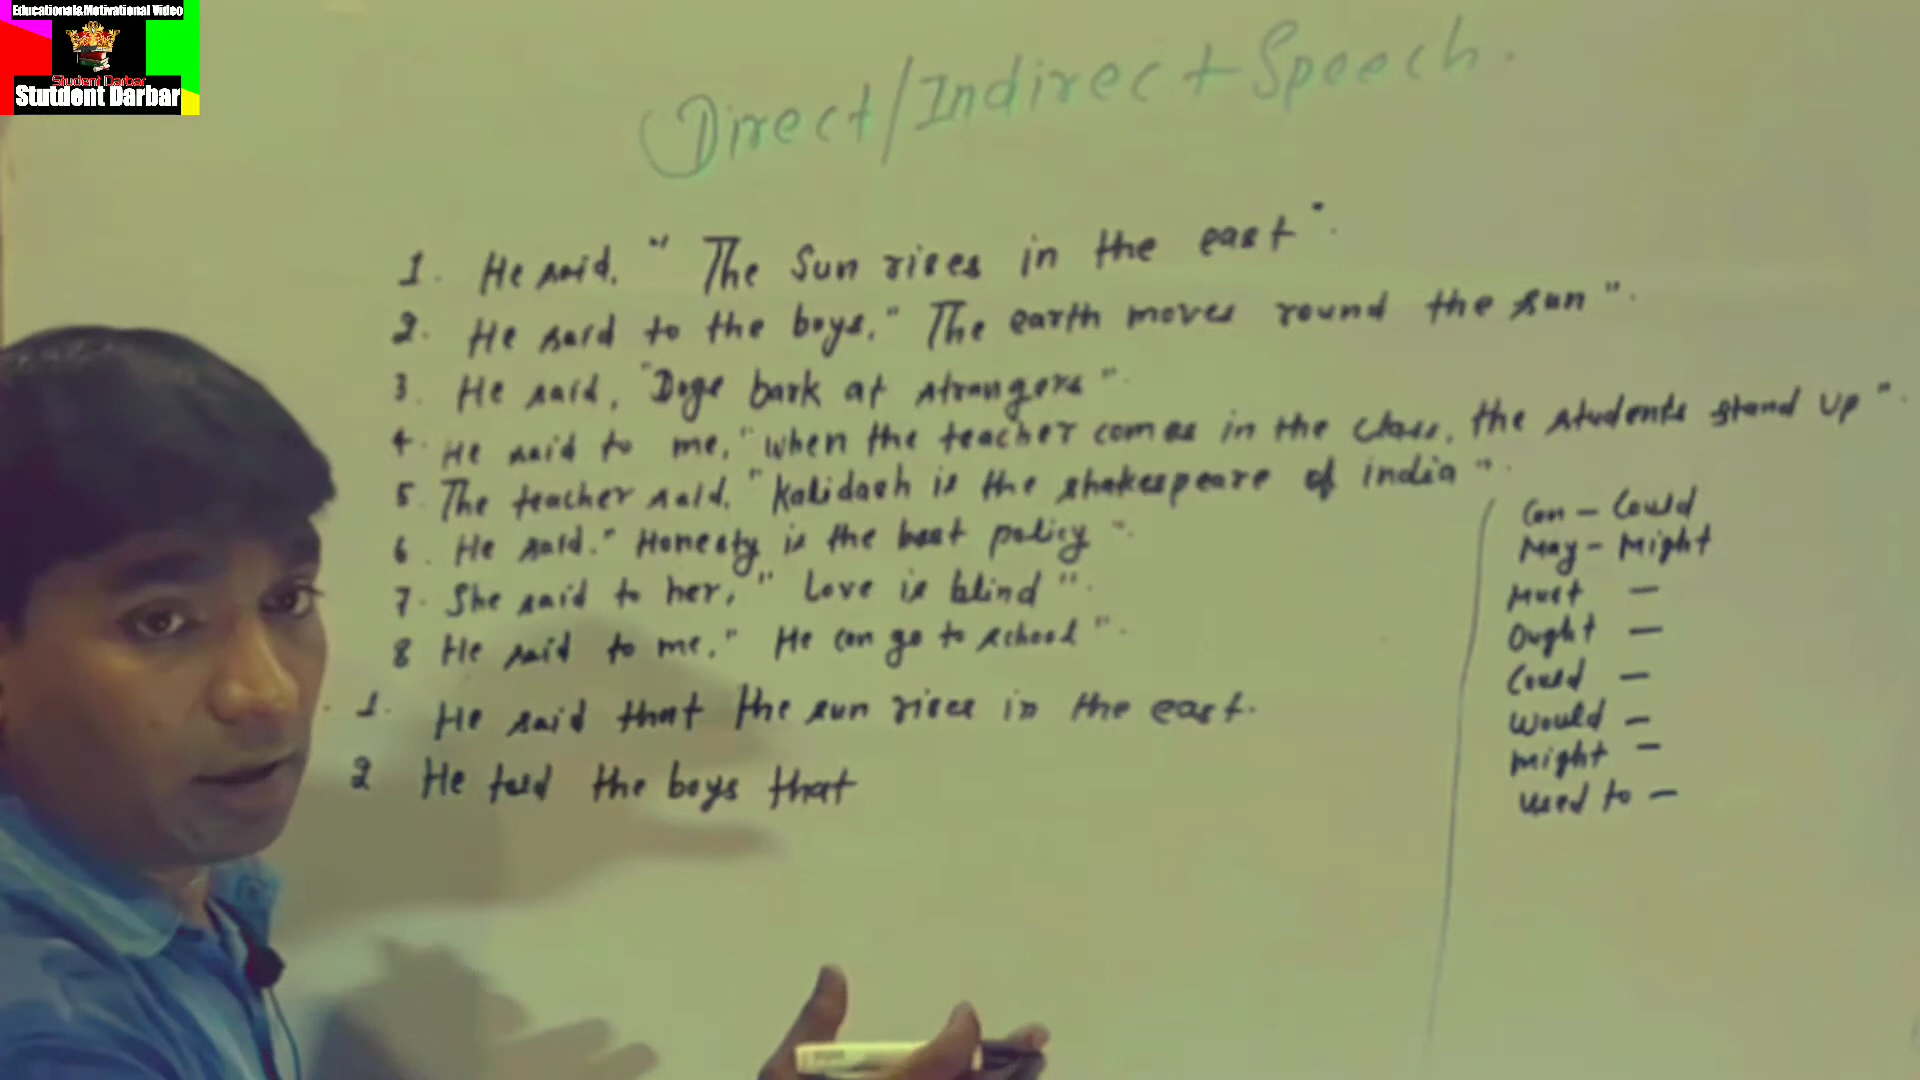 Educational&Motivational Video
Student Darbar
Stutdent Darbar
Direct/Indirect Speech.
1. He said. " The Sun rises in the east".
2. He said to the boys." The earth moves round the sun".
3. He said, "Dogs bark at strangers".
4. He said to me, "when the teacher comes in the class, the students stand up".
5. The teacher said. "Kalidash is the shakespeare of india".
6. He said." Honesty is the best policy".
7. She said to her," Love is blind".
8 He said to me." He can go to school".
1. He said that the sun rises in the east.
2 He told the boys that
Can - Could
May - Might
Must -
Ought -
Could -
Would -
Might -
used to -